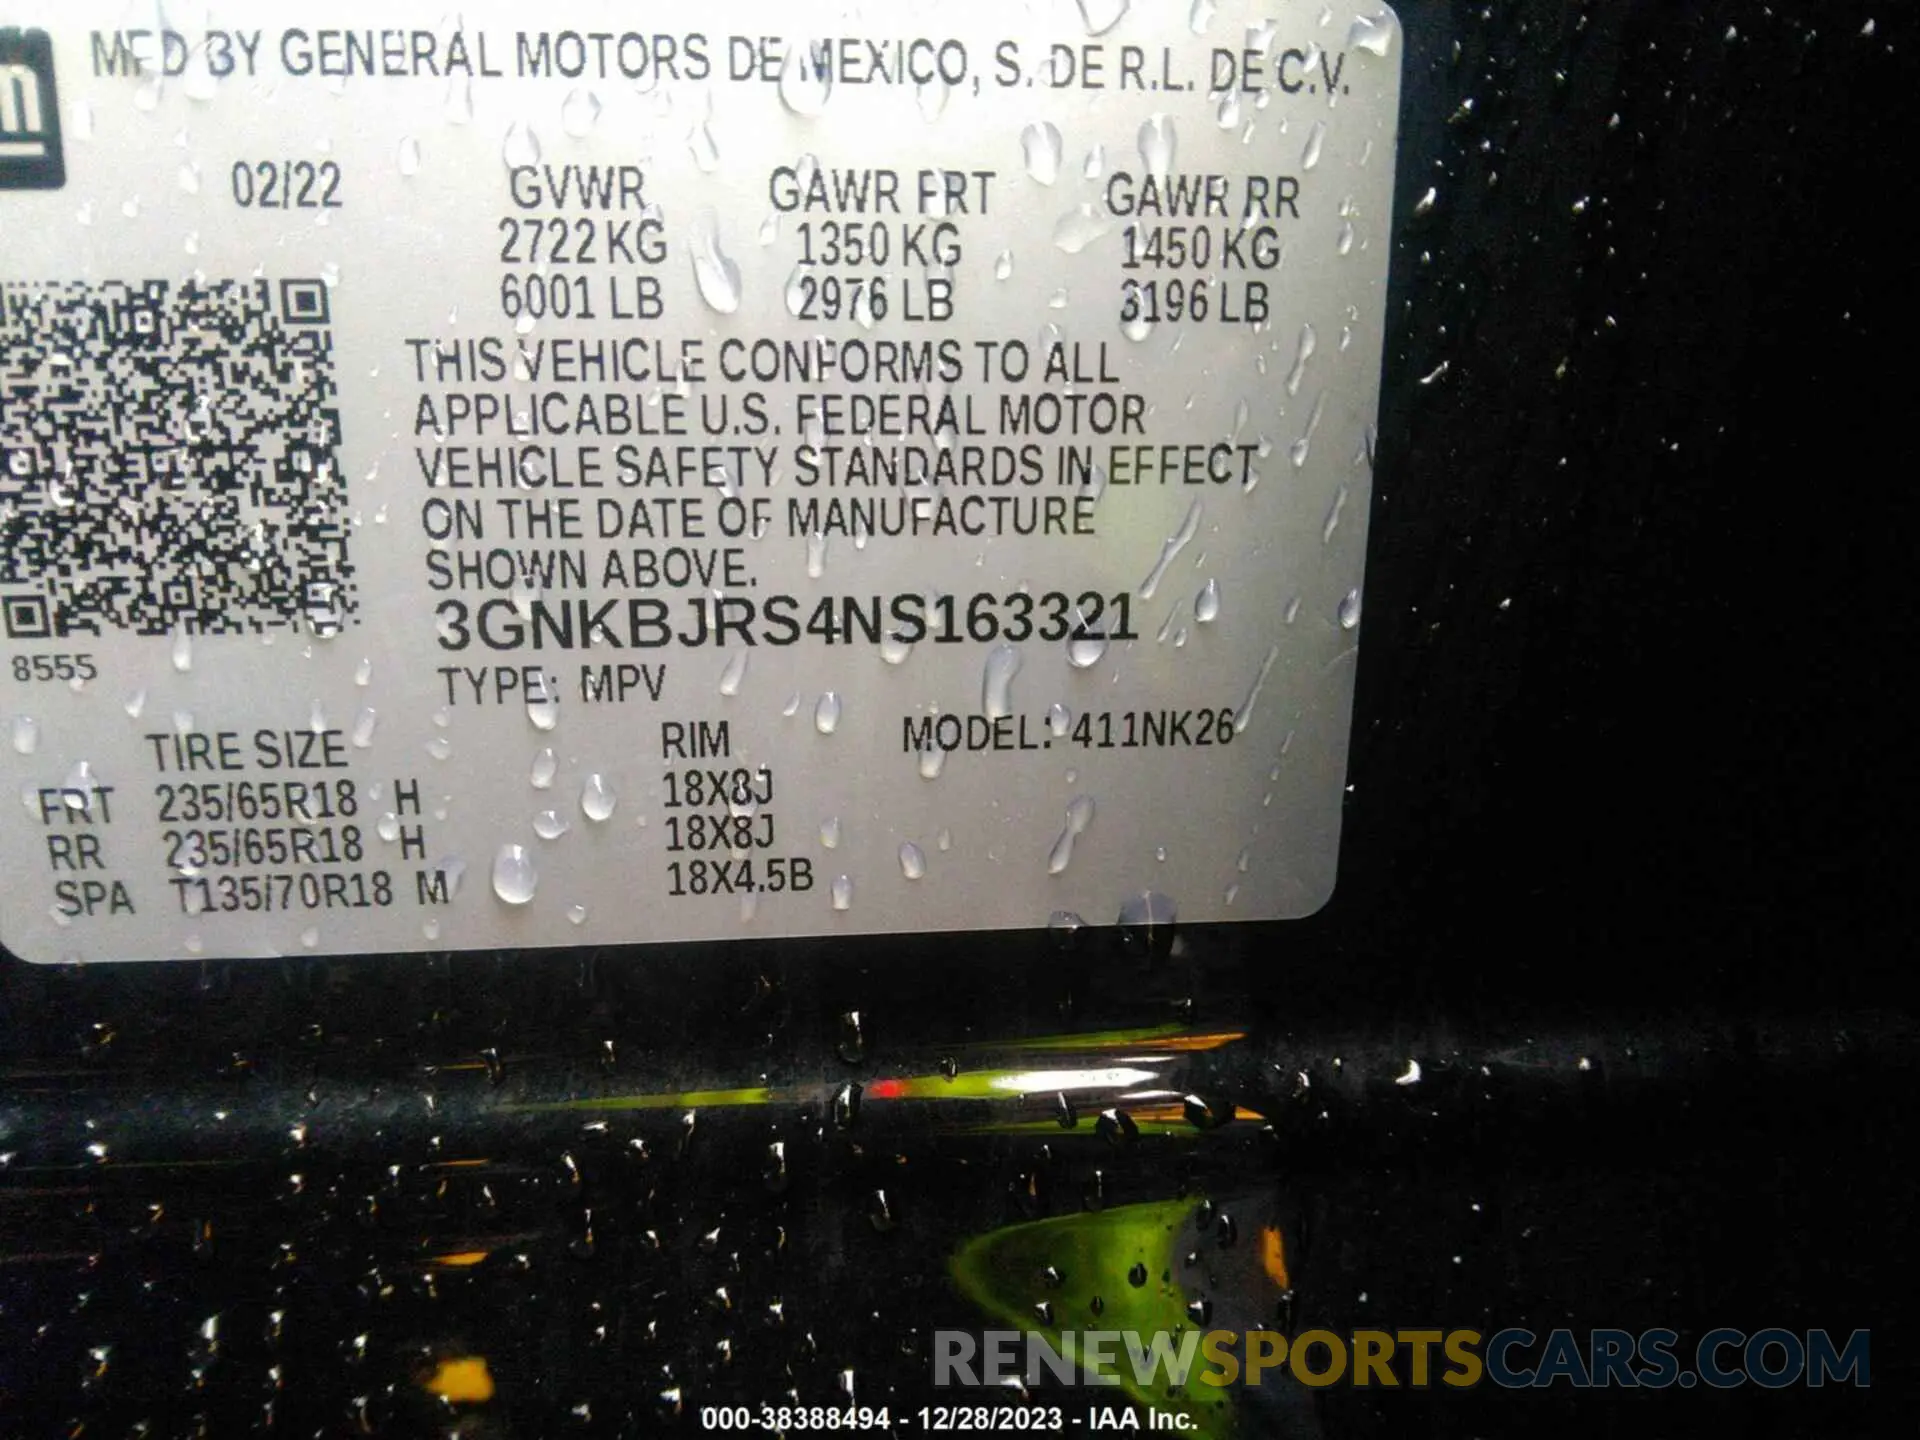 MFD BY GENERAL MOTORS DE MEXICO, S. DE R.L. DE C.V.
02/22 GVWR GAWR FRT GAWR RR
2722 KG 1350 KG 1450 KG
6001 LB 2976 LB 3196 LB
THIS VEHICLE CONFORMS TO ALL
APPLICABLE U.S. FEDERAL MOTOR
VEHICLE SAFETY STANDARDS IN EFFECT
ON THE DATE OF MANUFACTURE
SHOWN ABOVE.
3GNKBJRS4NS163321
8555
TYPE: MPV
TIRE SIZE RIM MODEL: 411NK26
FRT 235/65R18 H 18X8J
RR 235/65R18 H 18X8J
SPA T135/70R18 M 18X4.5B
RENEWSPORTSCARS.COM
000-38388494 - 12/28/2023 - IAA Inc.